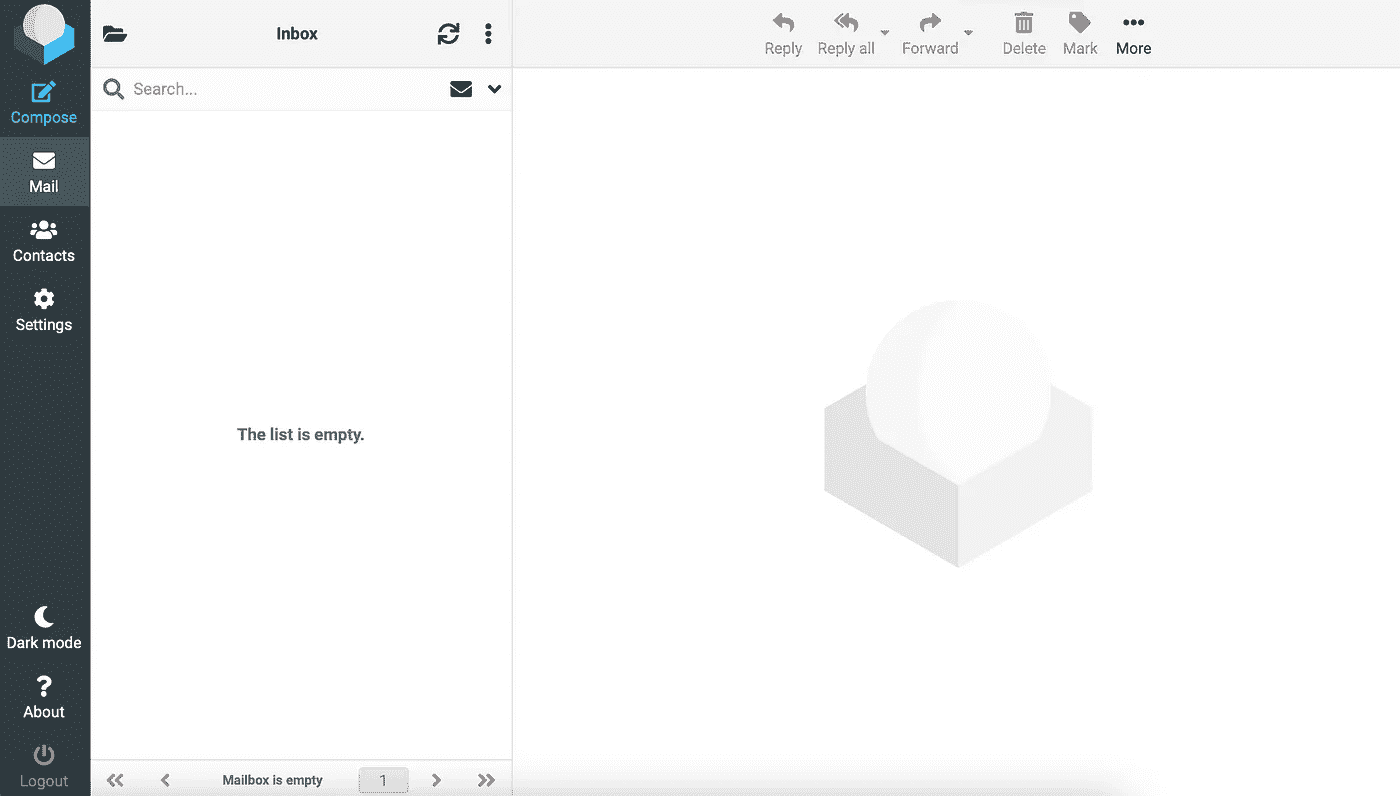 Compose
Mail
Contacts
Settings
Dark mode
About
Logout
Inbox
Search...
The list is empty.
Mailbox is empty
1
Reply
Reply all
Forward
Delete
Mark
More